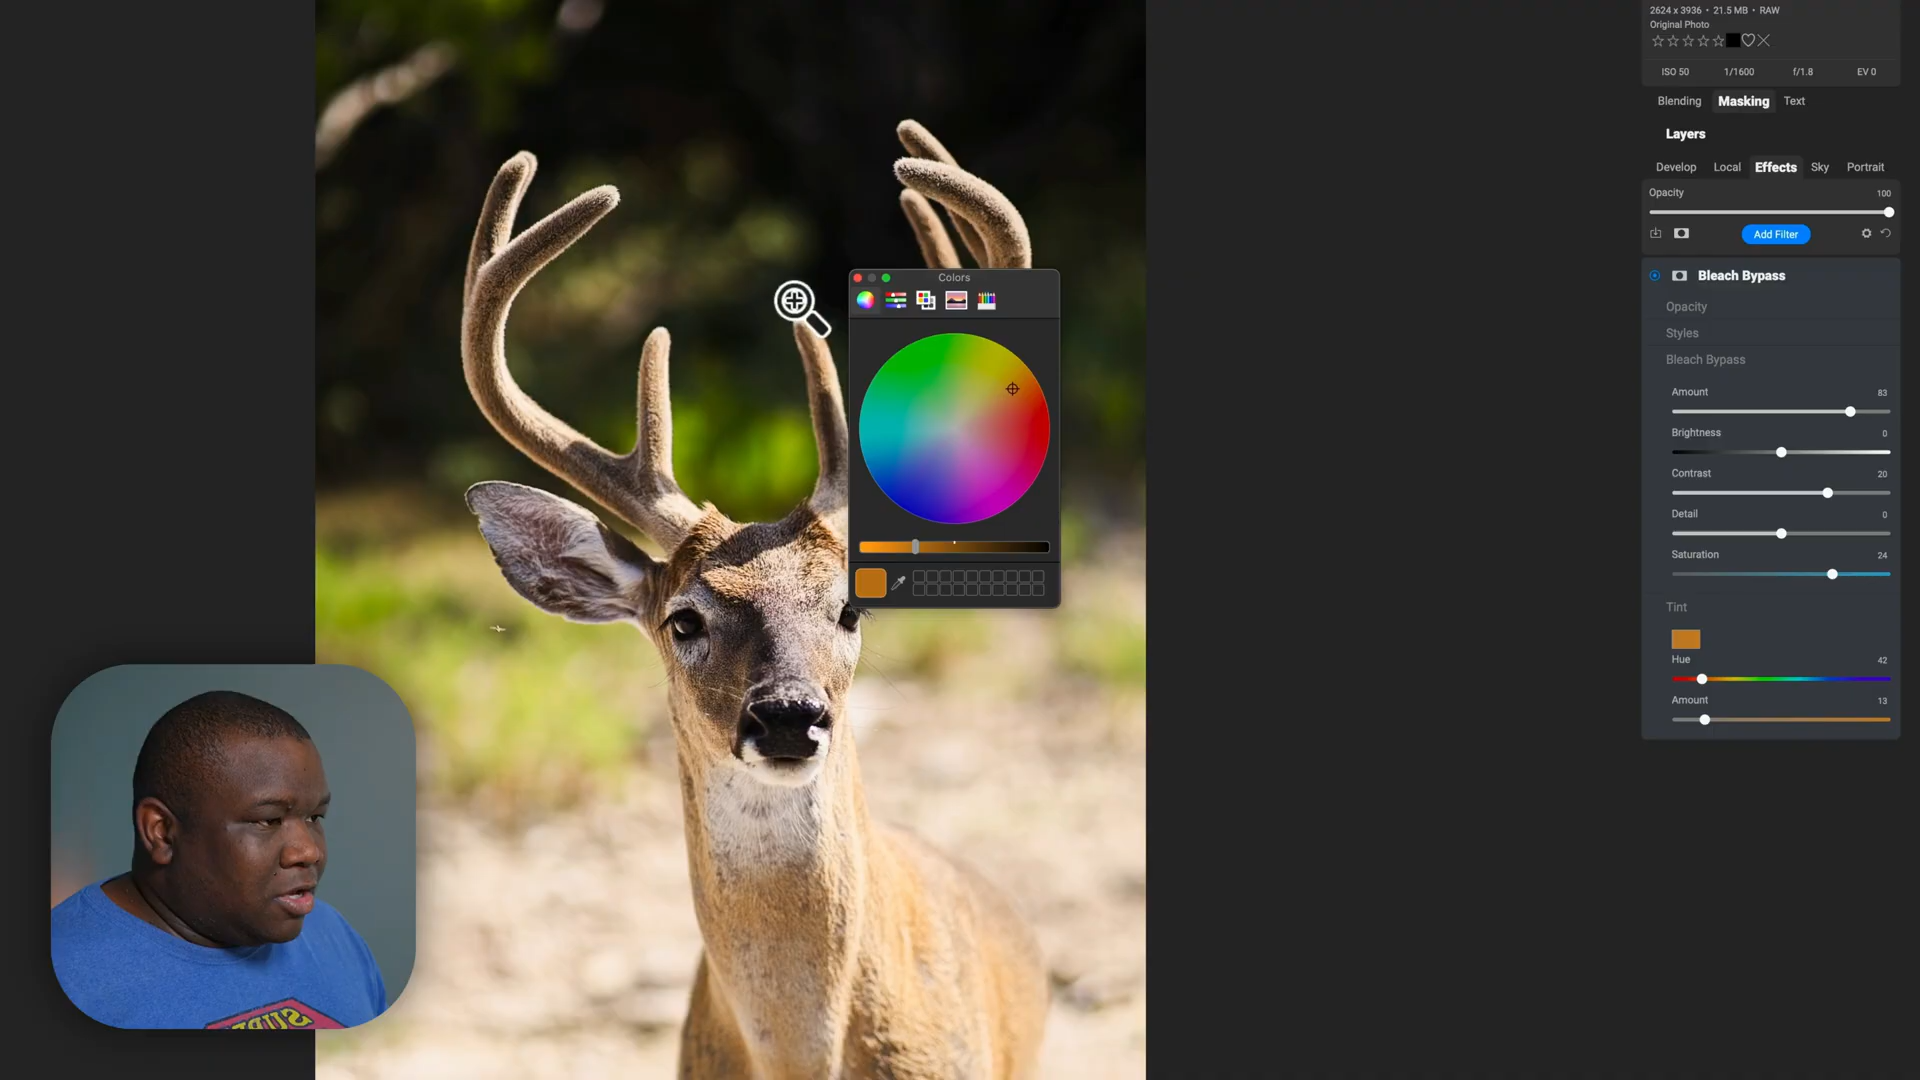 2624 x 3936 • 21.5 MB • RAW
Original Photo
ISO 50 1/1600 f/1.8 EV 0
Blending Masking Text
Layers
Develop Local Effects Sky Portrait
Opacity 100
Add Filter
Bleach Bypass
Opacity
Styles
Bleach Bypass
Amount 83
Brightness 0
Contrast 20
Detail 0
Saturation 24
Tint
Hue 42
Amount 13
Colors